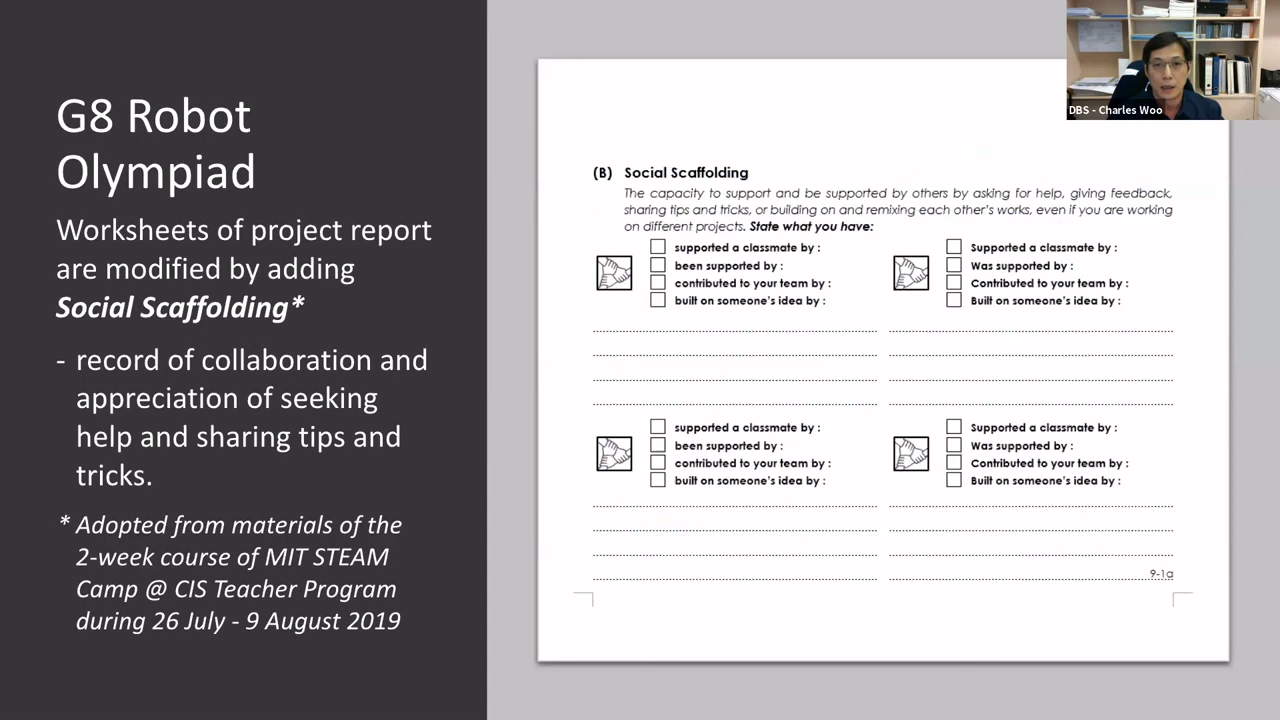 G8 Robot
Olympiad
Worksheets of project report
are modified by adding
Social Scaffolding*
- record of collaboration and
appreciation of seeking
help and sharing tips and
tricks.
* Adopted from materials of the
2-week course of MIT STEAM
Camp @ CIS Teacher Program
during 26 July - 9 August 2019
DBS - Charles Woo
(B) Social Scaffolding
The capacity to support and be supported by others by asking for help, giving feedback,
sharing tips and tricks, or building on and remixing each other's works, even if you are working
on different projects. State what you have:
supported a classmate by :
been supported by :
contributed to your team by :
built on someone's idea by :
Supported a classmate by :
Was supported by :
Contributed to your team by :
Built on someone's idea by :
supported a classmate by :
been supported by :
contributed to your team by :
built on someone's idea by :
Supported a classmate by :
Was supported by :
Contributed to your team by :
Built on someone's idea by :
9-1a